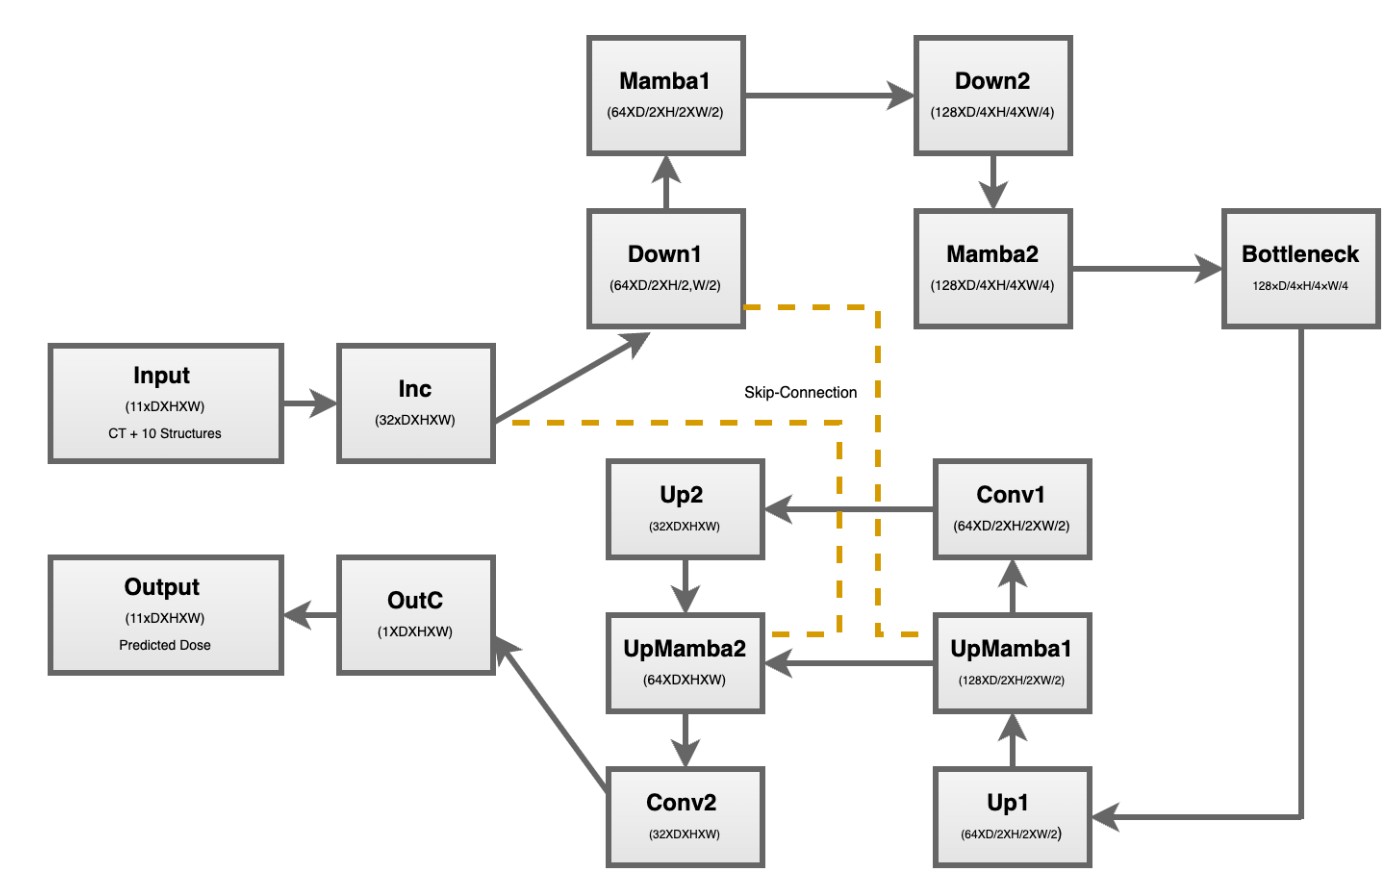 Mamba1
(64XD/2XH/2XW/2)
Down2
(128XD/4XH/4XW/4)
Down1
(64XD/2XH/2,W/2)
Mamba2
(128XD/4XH/4XW/4)
Bottleneck
128×D/4×H/4×W/4
Input
(11xDXHXW)
CT + 10 Structures
Inc
(32xDXHXW)
Skip-Connection
Up2
(32XDXHXW)
Conv1
(64XD/2XH/2XW/2)
Output
(11xDXHXW)
Predicted Dose
OutC
(1XDXHXW)
UpMamba2
(64XDXHXW)
UpMamba1
(128XD/2XH/2XW/2)
Conv2
(32XDXHXW)
Up1
(64XD/2XH/2XW/2)